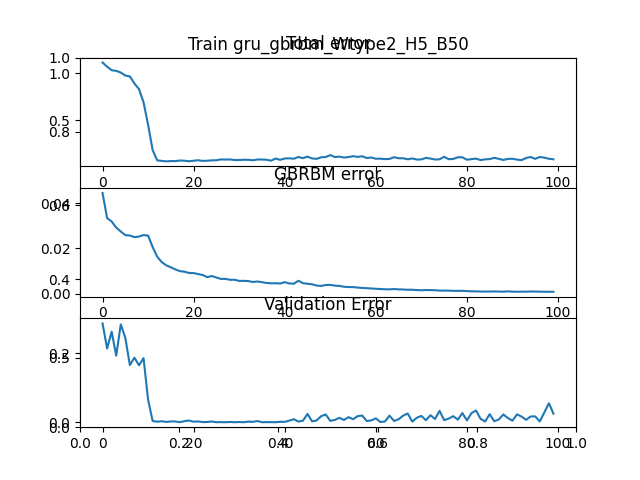 Total error
Train gru_gbrbm_Wtype2_H5_B50
1.0
1.0
0.5
0.8
0 20 40 60 80 100
GBRBM error
0.04
0.6
0.02
0.4
0.00
0 20 40 60 80 100
Validation Error
0.2
0.5
0.0
0.0
0.0 0 0.2 20 0.4 40 0.6 60 0.8 80 1.0 100